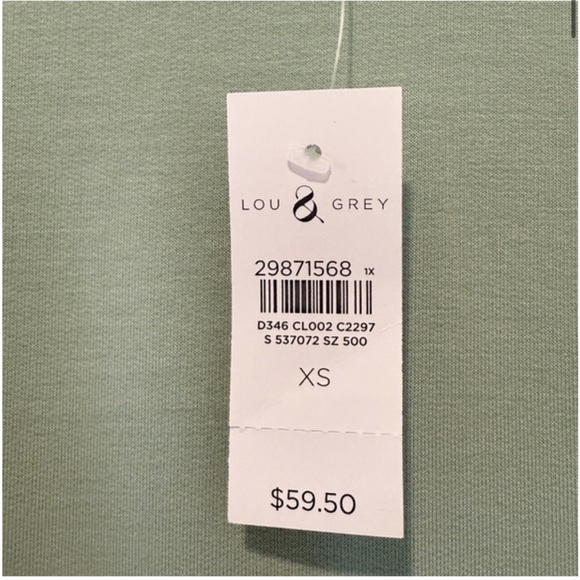 LOU & GREY
29871568 1X
D346 CL002 C2297
S 537072 SZ 500
XS
$59.50